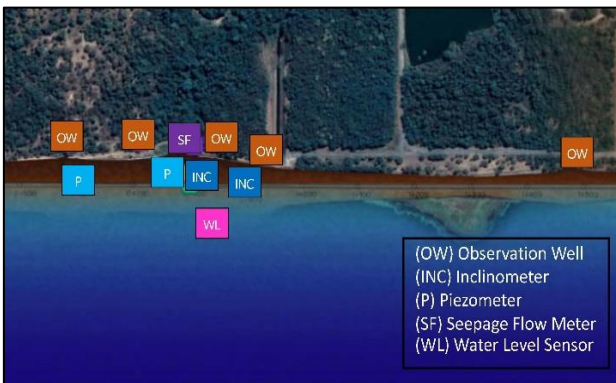 OW
OW
SF
OW
OW
OW
P
P
INC
INC
WL
(OW) Observation Well
(INC) Inclinometer
(P) Piezometer
(SF) Seepage Flow Meter
(WL) Water Level Sensor